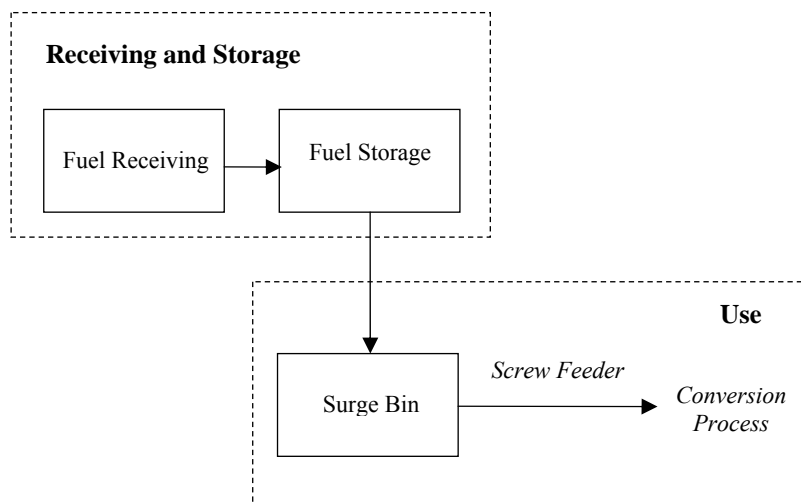 Receiving and Storage
Fuel Receiving
Fuel Storage
Use
Surge Bin
Screw Feeder
Conversion
Process